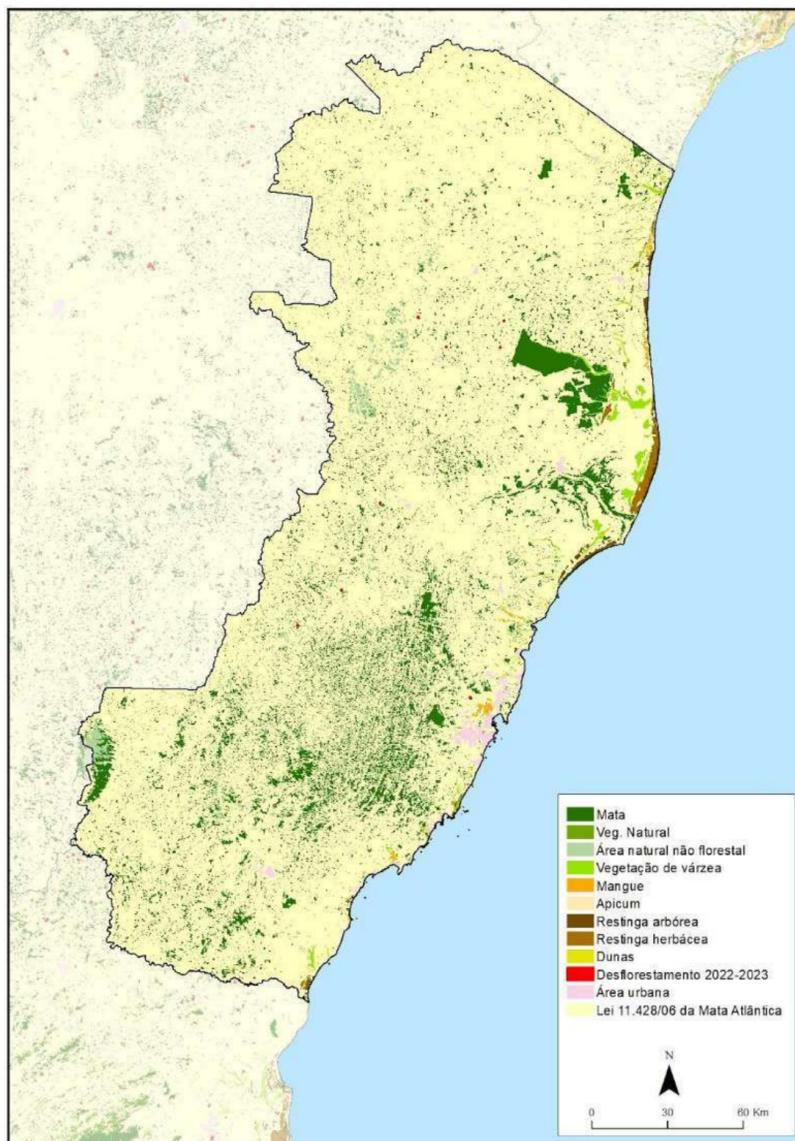 Mata
Veg. Natural
Área natural não florestal
Vegetação de várzea
Mangue
Apicum
Restinga arbórea
Restinga herbácea
Dunas
Desflorestamento 2022-2023
Área urbana
Lei 11.428/06 da Mata Atlântica
N
0 30 60 Km